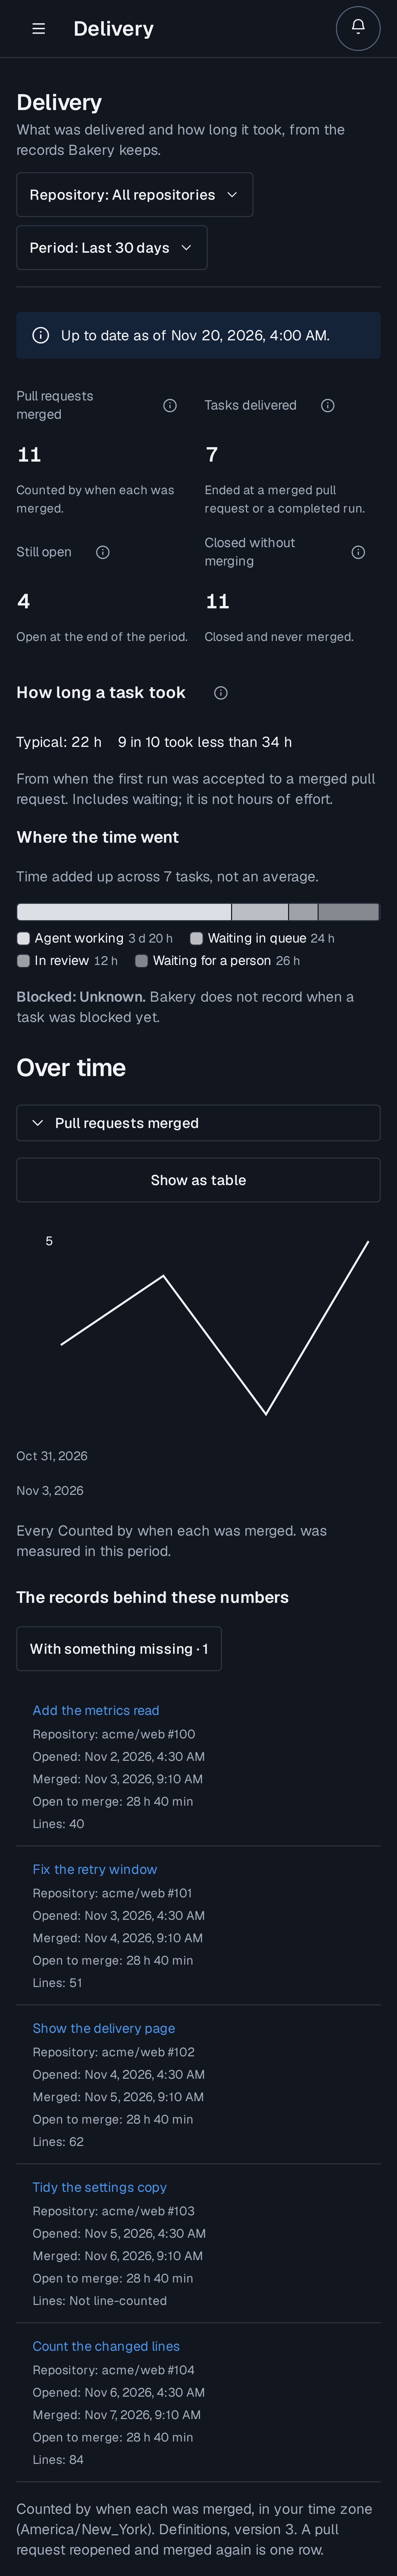 Delivery
Delivery
What was delivered and how long it took, from the
records Bakery keeps.
Repository: All repositories
Period: Last 30 days
Up to date as of Nov 20, 2026, 4:00 AM.
Pull requests
merged
Tasks delivered
11
7
Counted by when each was
merged.
Ended at a merged pull
request or a completed run.
Still open
Closed without
merging
4
11
Open at the end of the period.
Closed and never merged.
How long a task took
Typical: 22 h 9 in 10 took less than 34 h
From when the first run was accepted to a merged pull
request. Includes waiting; it is not hours of effort.
Where the time went
Time added up across 7 tasks, not an average.
Agent working 3 d 20 h Waiting in queue 24 h
In review 12 h Waiting for a person 26 h
Blocked: Unknown. Bakery does not record when a
task was blocked yet.
Over time
Pull requests merged
Show as table
5
Oct 31, 2026
Nov 3, 2026
Every Counted by when each was merged. was
measured in this period.
The records behind these numbers
With something missing · 1
Add the metrics read
Repository: acme/web #100
Opened: Nov 2, 2026, 4:30 AM
Merged: Nov 3, 2026, 9:10 AM
Open to merge: 28 h 40 min
Lines: 40
Fix the retry window
Repository: acme/web #101
Opened: Nov 3, 2026, 4:30 AM
Merged: Nov 4, 2026, 9:10 AM
Open to merge: 28 h 40 min
Lines: 51
Show the delivery page
Repository: acme/web #102
Opened: Nov 4, 2026, 4:30 AM
Merged: Nov 5, 2026, 9:10 AM
Open to merge: 28 h 40 min
Lines: 62
Tidy the settings copy
Repository: acme/web #103
Opened: Nov 5, 2026, 4:30 AM
Merged: Nov 6, 2026, 9:10 AM
Open to merge: 28 h 40 min
Lines: Not line-counted
Count the changed lines
Repository: acme/web #104
Opened: Nov 6, 2026, 4:30 AM
Merged: Nov 7, 2026, 9:10 AM
Open to merge: 28 h 40 min
Lines: 84
Counted by when each was merged, in your time zone
(America/New_York). Definitions, version 3. A pull
request reopened and merged again is one row.